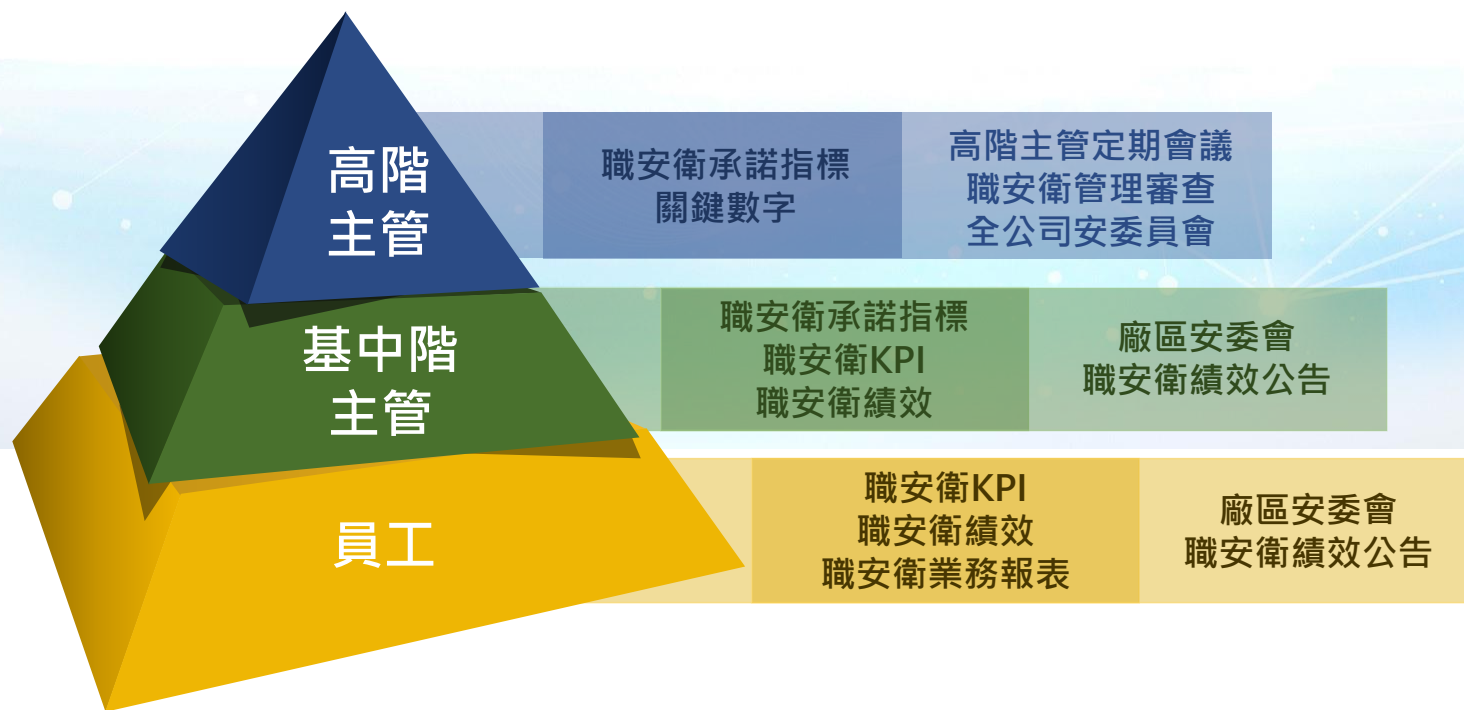 高階
主管
職安衛承諾指標
關鍵數字
高階主管定期會議
職安衛管理審查
全公司安委員會
基中階
主管
職安衛承諾指標
職安衛KPI
職安衛績效
廠區安委會
職安衛績效公告
員工
職安衛KPI
職安衛績效
職安衛業務報表
廠區安委會
職安衛績效公告